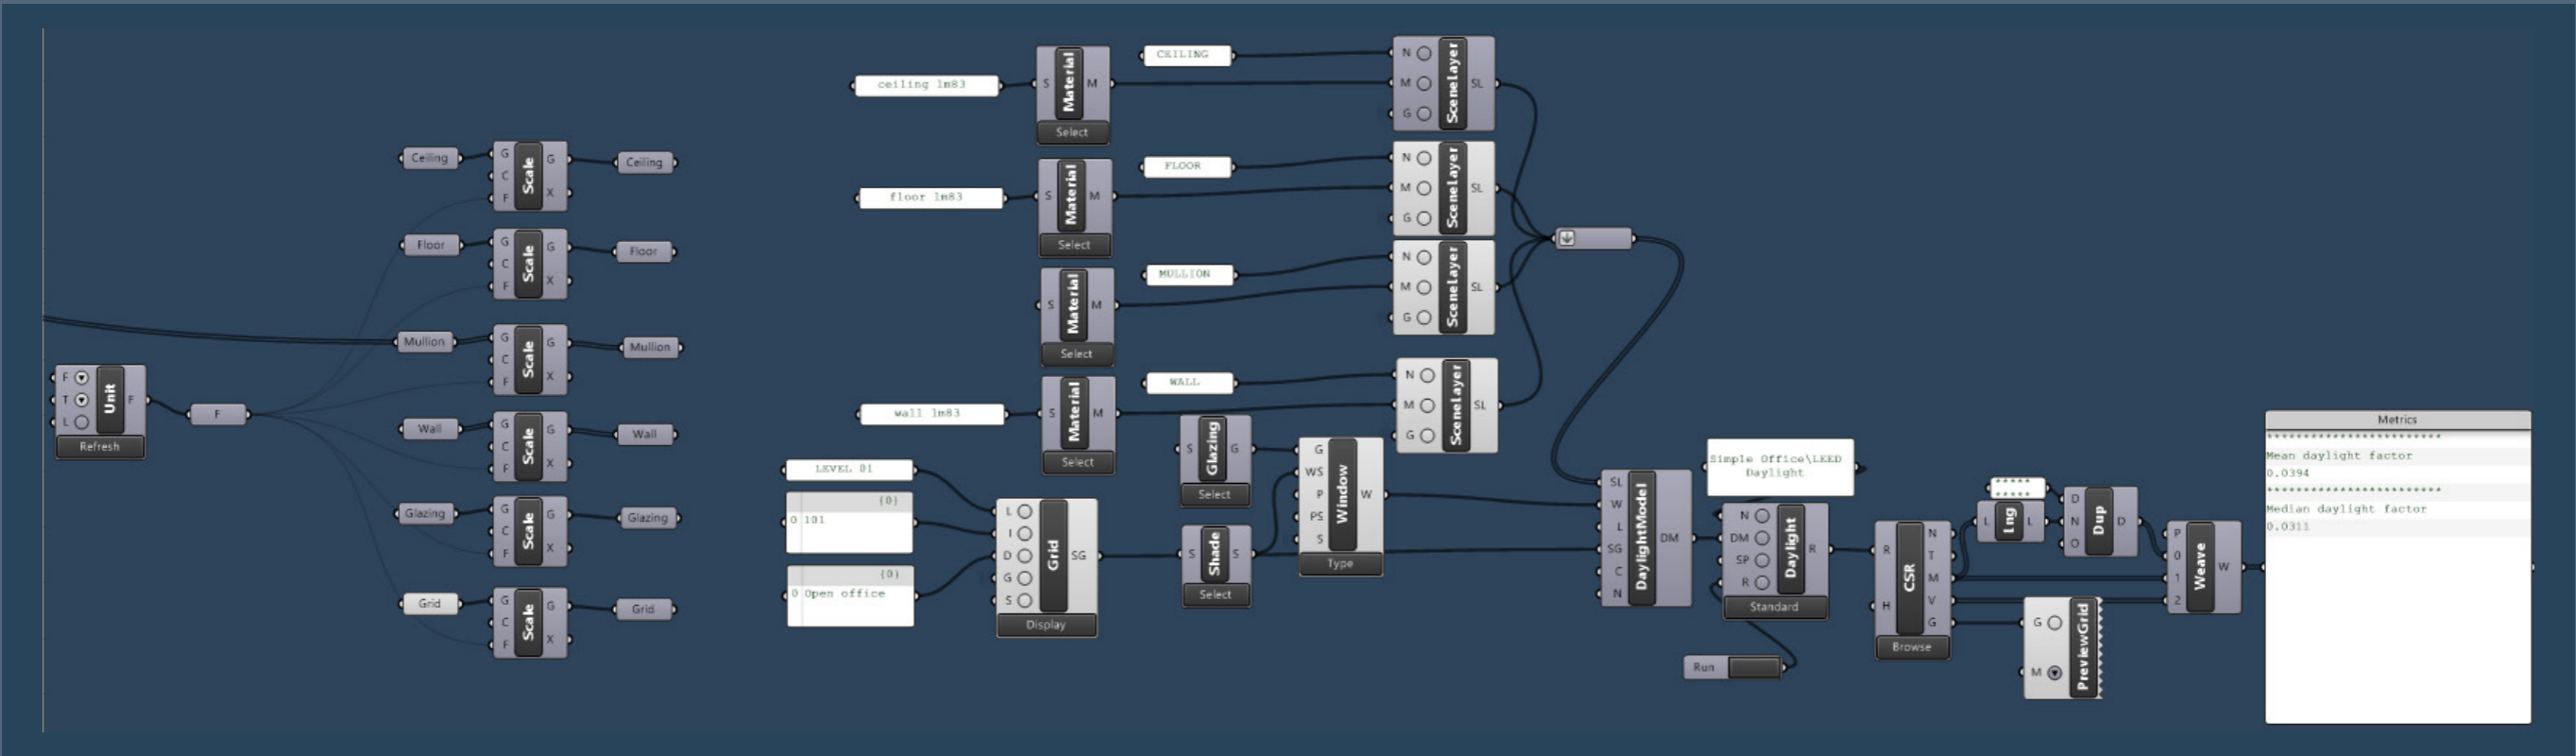 F
T
L
Unit
F
Refresh
F
Ceiling
G
C
F
Scale
G
X
Ceiling
Floor
G
C
F
Scale
G
X
Floor
Mullion
G
C
F
Scale
G
X
Mullion
Wall
G
C
F
Scale
G
X
Wall
Glazing
G
C
F
Scale
G
X
Glazing
Grid
G
C
F
Scale
G
X
Grid
ceiling lm83
S
Material
M
Select
CEILING
N
M
G
SceneLayer
SL
floor lm83
S
Material
M
Select
FLOOR
N
M
G
SceneLayer
SL
S
Material
M
Select
MULLION
N
M
G
SceneLayer
SL
wall lm83
S
Material
M
Select
WALL
N
M
G
SceneLayer
SL
LEVEL 01
{0}
0 101
{0}
0 Open office
L
I
D
G
S
Grid
SG
Display
S
Glazing
G
Select
S
Shade
S
Select
G
WS
P
PS
S
Window
W
Type
SL
W
L
SG
C
N
DaylightModel
DM
Simple Office\LEED
Daylight
N
DM
SP
R
Daylight
R
Standard
Run
R
H
CSR
N
T
M
V
G
Browse
*****
*****
L
Lng
L
D
N
O
Dup
D
G
M
PreviewGrid
P
0
1
2
Weave
W
Metrics
************************
Mean daylight factor
0.0394
************************
Median daylight factor
0.0311